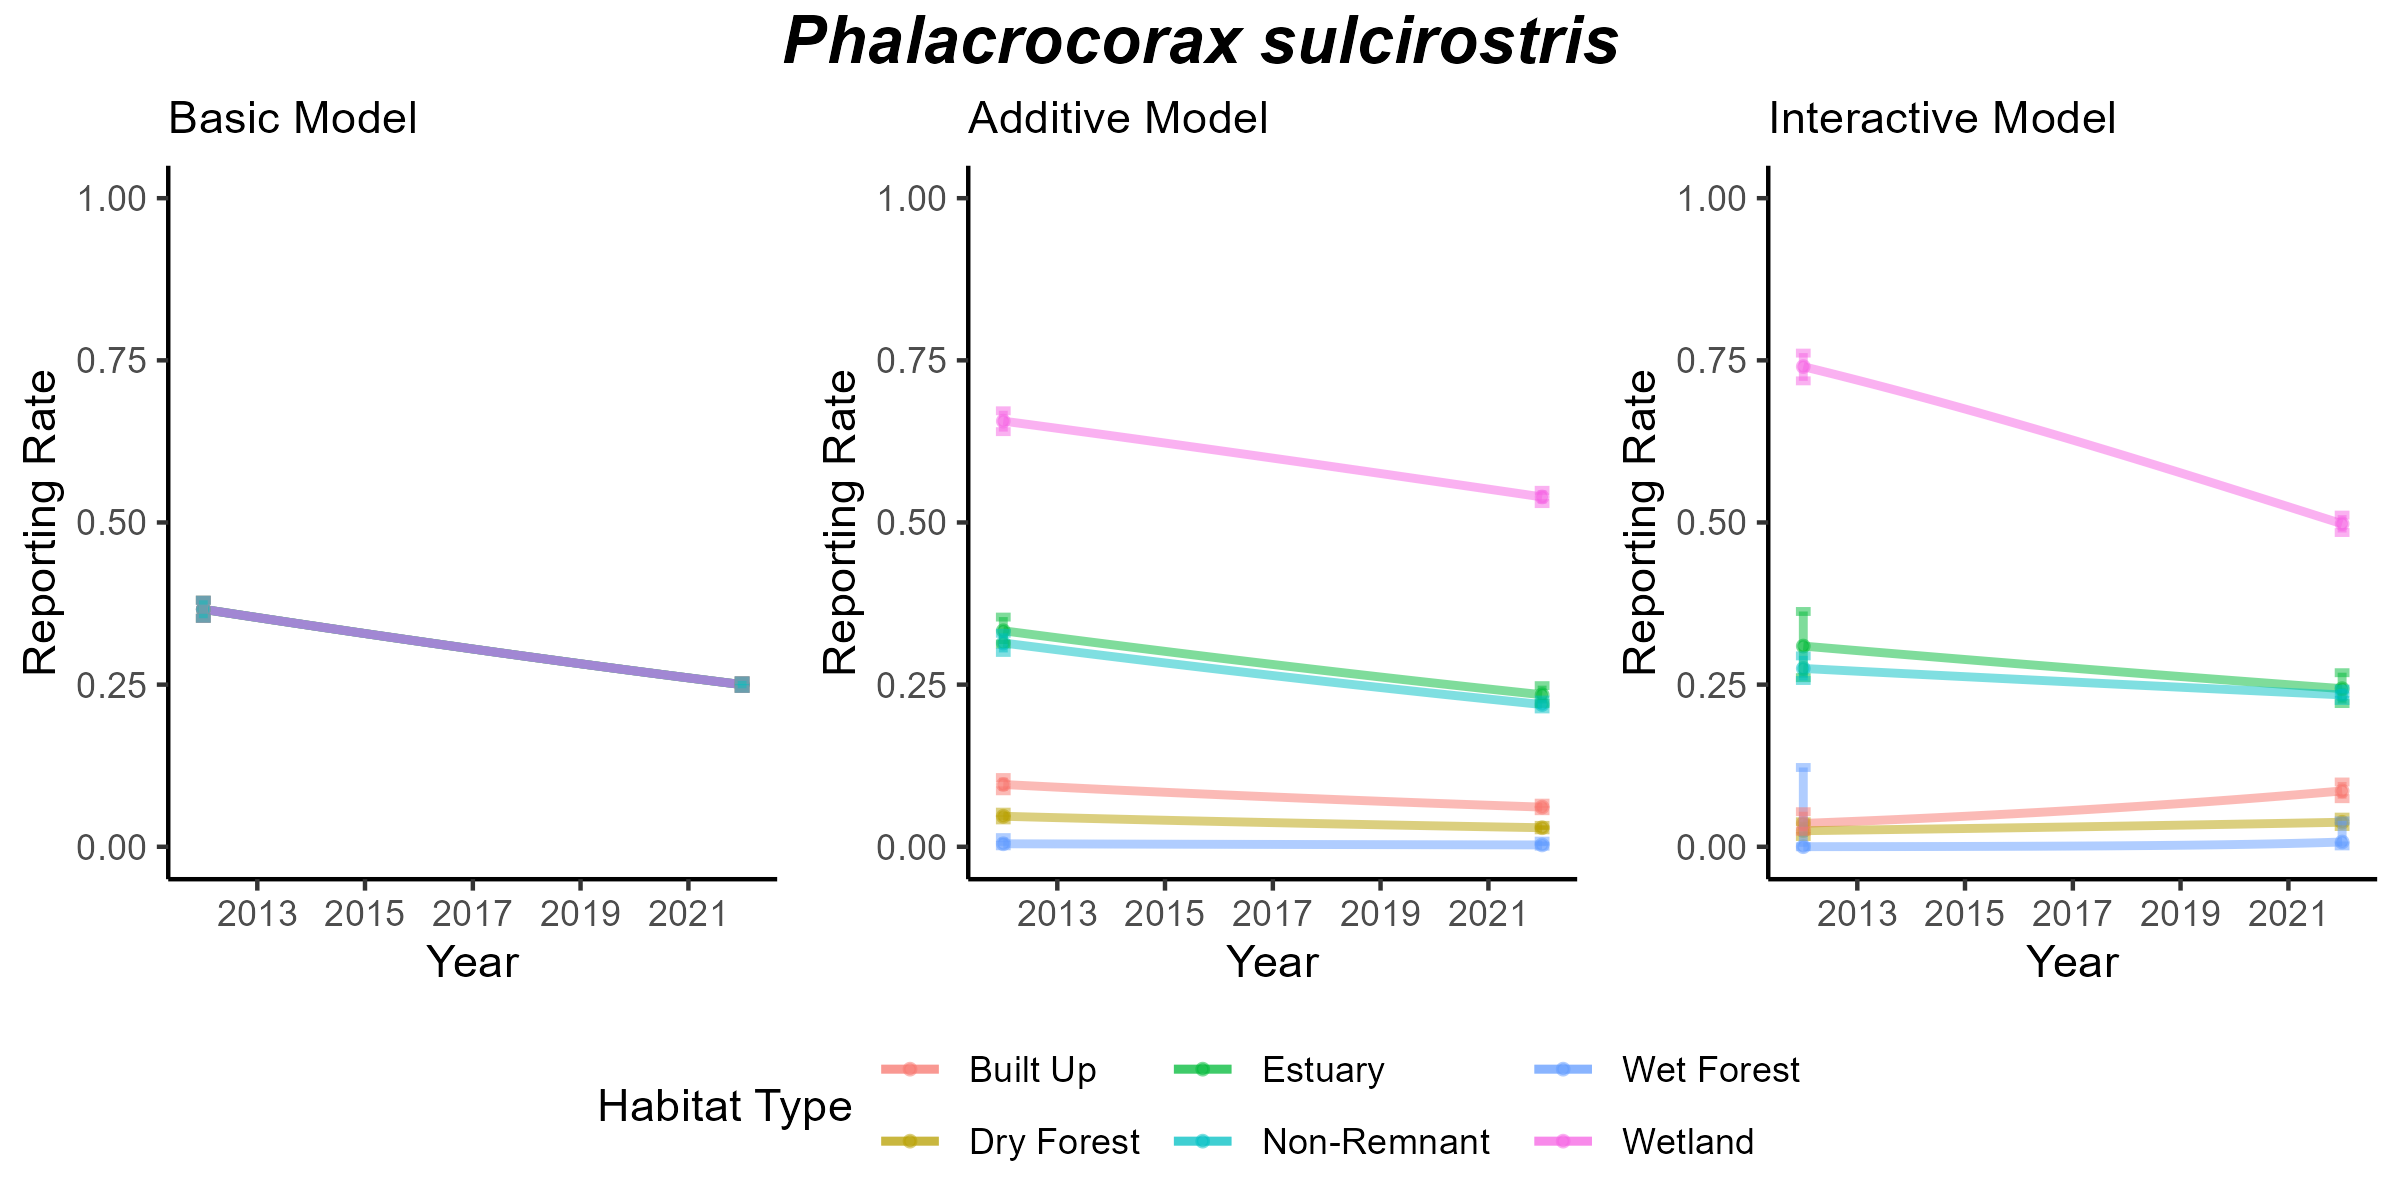 Phalacrocorax sulcirostris
Basic Model
Additive Model
Interactive Model
Reporting Rate
1.00
0.75
0.50
0.25
0.00
2013 2015 2017 2019 2021
Year
Reporting Rate
1.00
0.75
0.50
0.25
0.00
2013 2015 2017 2019 2021
Year
Reporting Rate
1.00
0.75
0.50
0.25
0.00
2013 2015 2017 2019 2021
Year
Habitat Type
Built Up
Estuary
Wet Forest
Dry Forest
Non-Remnant
Wetland